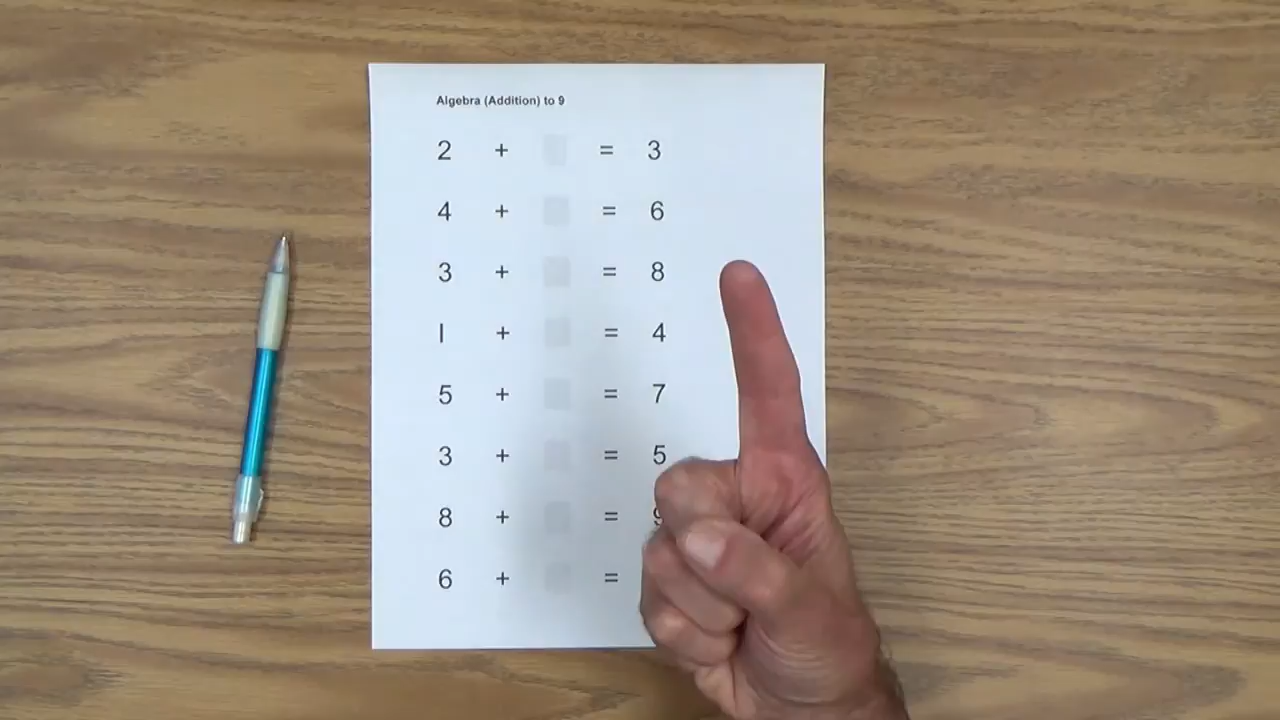 Algebra (Addition) to 9
2 + = 3
4 + = 6
3 + = 8
1 + = 4
5 + = 7
3 + = 5
8 + =
6 + =